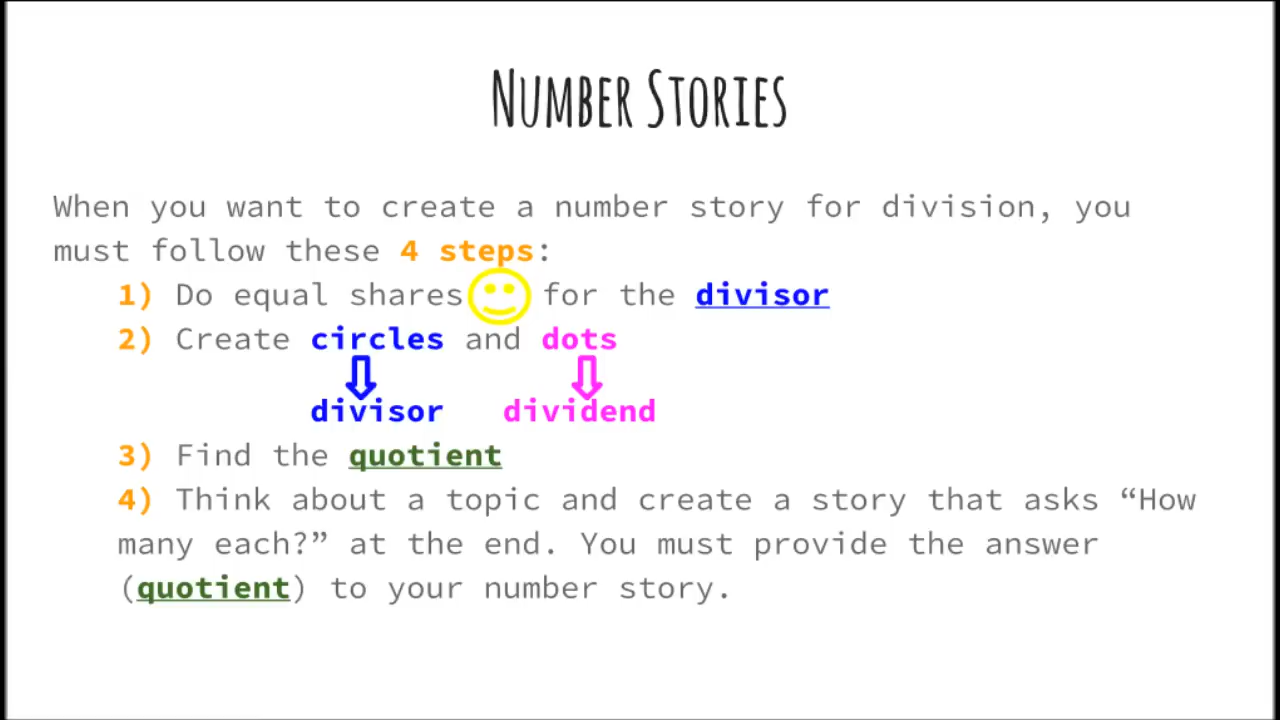 Number Stories
When you want to create a number story for division, you
must follow these 4 steps:
1) Do equal shares for the divisor
2) Create circles and dots
divisor dividend
3) Find the quotient
4) Think about a topic and create a story that asks “How
many each?” at the end. You must provide the answer
(quotient) to your number story.